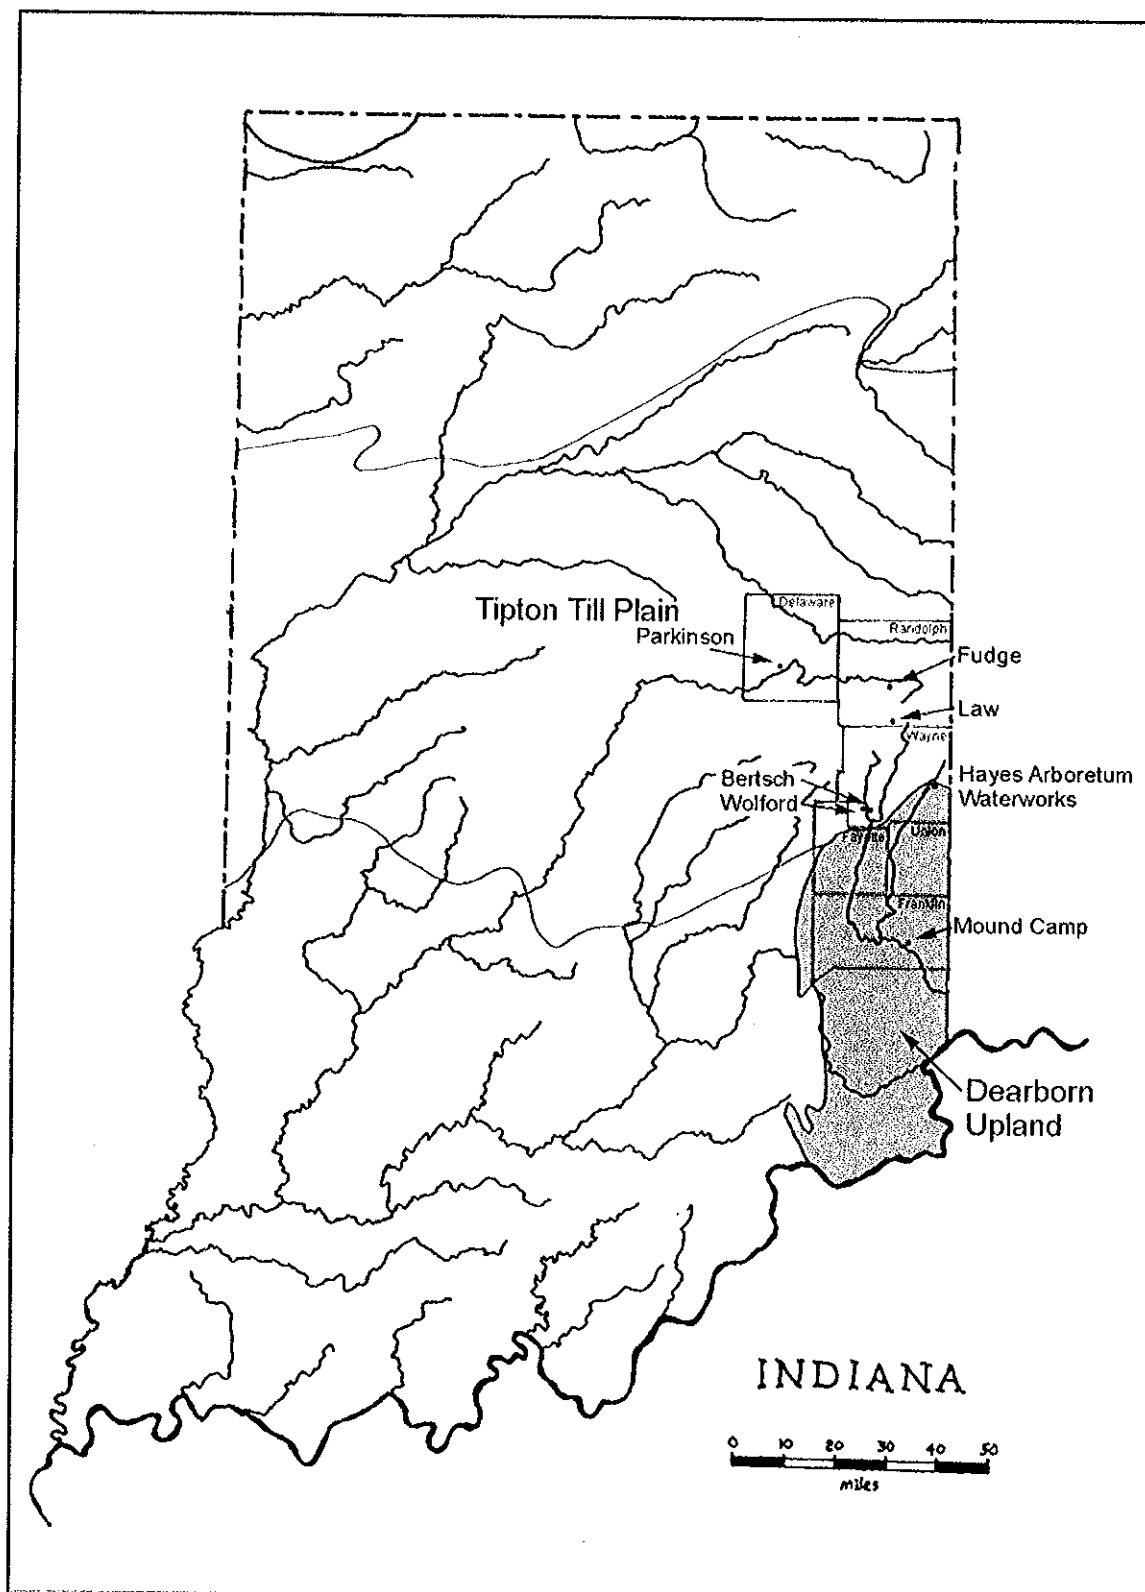 Delaware
Tipton Till Plain
Randolph
Parkinson
Fudge
Law
Wayne
Bertsch
Wolford
Hayes Arboretum
Waterworks
Fayette
Union
Franklin
Mound Camp
Dearborn
Upland
INDIANA
0 10 20 30 40 50
miles